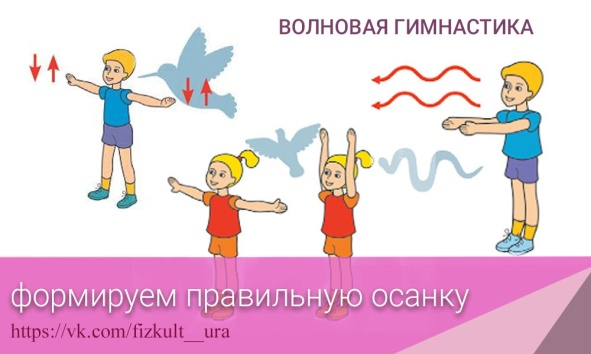 ВОЛНОВАЯ ГИМНАСТИКА
формируем правильную осанку
https://vk.com/fizkult__ura